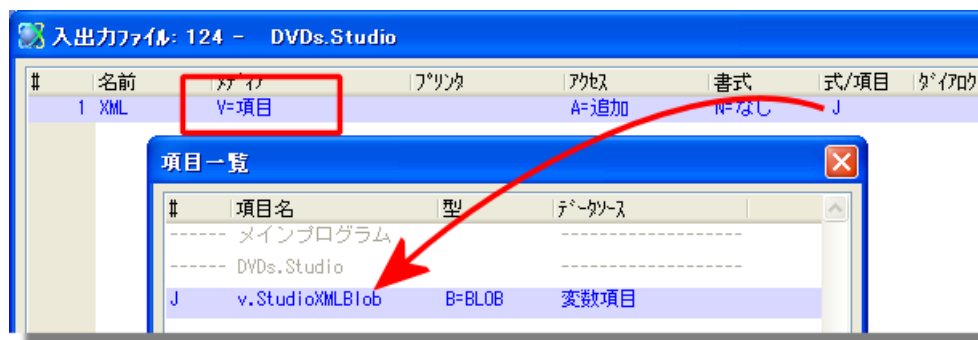 入出力ファイル: 124 - DVDs.Studio
# 名前 メディア プリンタ アクセス 書式 式/項目 ダイアログ
1 XML V=項目 A=追加 N=なし J
項目一覧
# 項目名 型 データソース
------ メインプログラム -------------------
------ DVDs.Studio -------------------
J v.StudioXMLBlob B=BLOB 変数項目